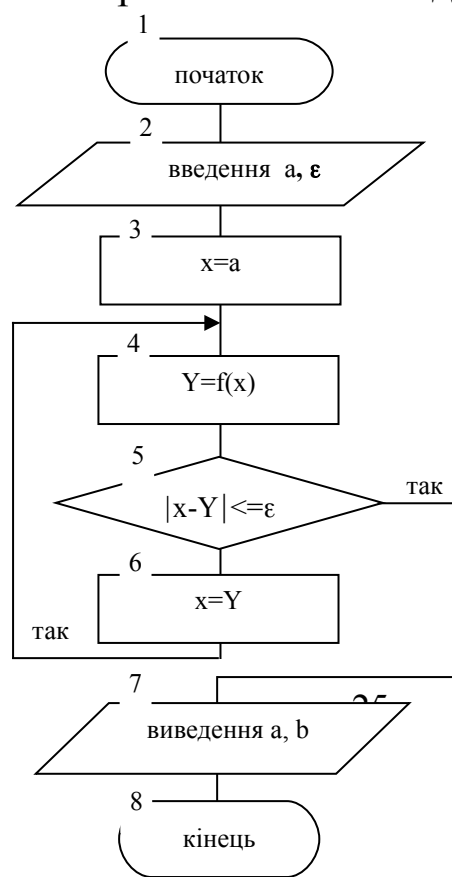 1
початок
2
введення a, ε
3
x=a
4
Y=f(x)
5
|x-Y|<=ε
так
6
x=Y
так
7
виведення a, b
8
кінець